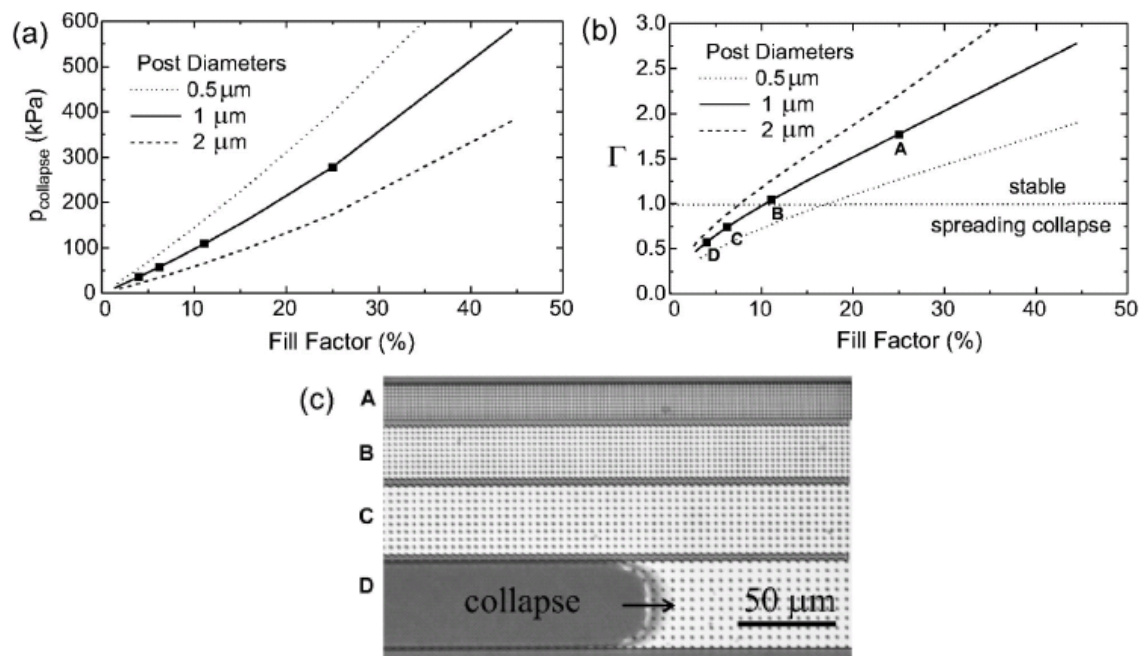 (a)
600
500
400
300
200
100
0
p collapse (kPa)
Post Diameters
0.5 μm
1 μm
2 μm
0 10 20 30 40 50
Fill Factor (%)
(b)
3.0
2.5
2.0
1.5
1.0
0.5
0.0
Γ
Post Diameters
0.5 μm
1 μm
2 μm
A
B
C
D
stable
spreading collapse
0 10 20 30 40 50
Fill Factor (%)
(c)
A
B
C
D
collapse
50 μm